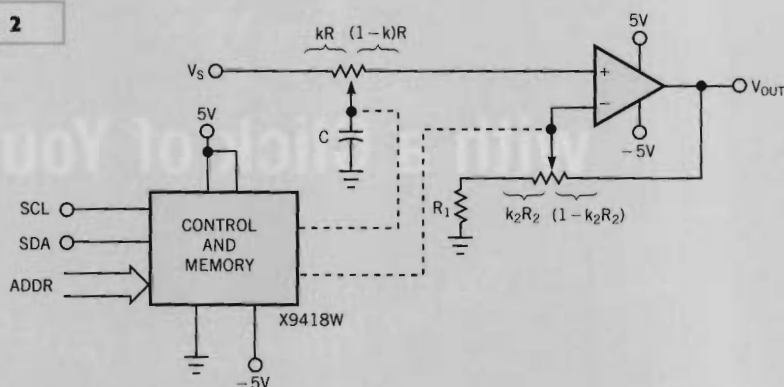 2
kR (1-k)R
5V
V_S
+
V_OUT
-
5V
-5V
C
SCL
SDA
ADDR
CONTROL
AND
MEMORY
R_1
k_2R_2 (1-k_2R_2)
X9418W
-5V